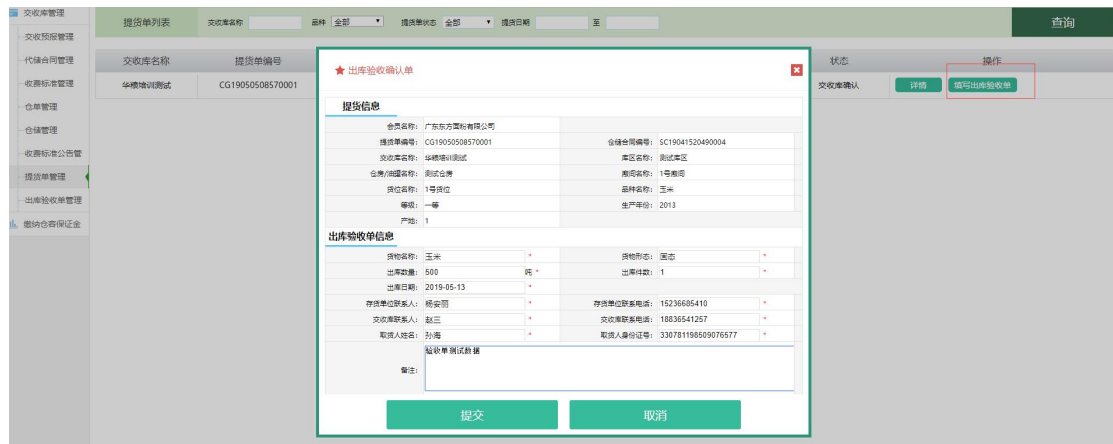 交收库管理
交收预报管理
代储合同管理
收费标准管理
仓单管理
仓储管理
收费标准公告管
提货单管理
出库验收单管理
缴纳仓容保证金
提货单列表 交收库名称 品种 全部 提货单状态 全部 提货日期 至 查询
交收库名称 提货单编号 状态 操作
华粮培训测试 CG19050508570001 交收库确认 详情 填写出库验收单
★ 出库验收确认单
提货信息
会员名称: 广东东方面粉有限公司
提货单编号: CG19050508570001 仓储合同编号: SC19041520490004
交收库名称: 华粮培训测试 库区名称: 测试库区
仓房/油罐名称: 测试仓房 廒间名称: 1号廒间
货位名称: 1号货位 品种名称: 玉米
等级: 一等 生产年份: 2013
产地: 1
出库验收单信息
货物名称: 玉米 * 货物形态: 固态 *
出库数量: 500 吨 * 出库件数: 1 *
出库日期: 2019-05-13 *
存货单位联系人: 杨安丽 * 存货单位联系电话: 15236685410 *
交收库联系人: 赵三 * 交收库联系电话: 18836541257 *
取货人姓名: 孙海 * 取货人身份证号: 330781198509076577 *
备注: 验收单测试数据
提交 取消